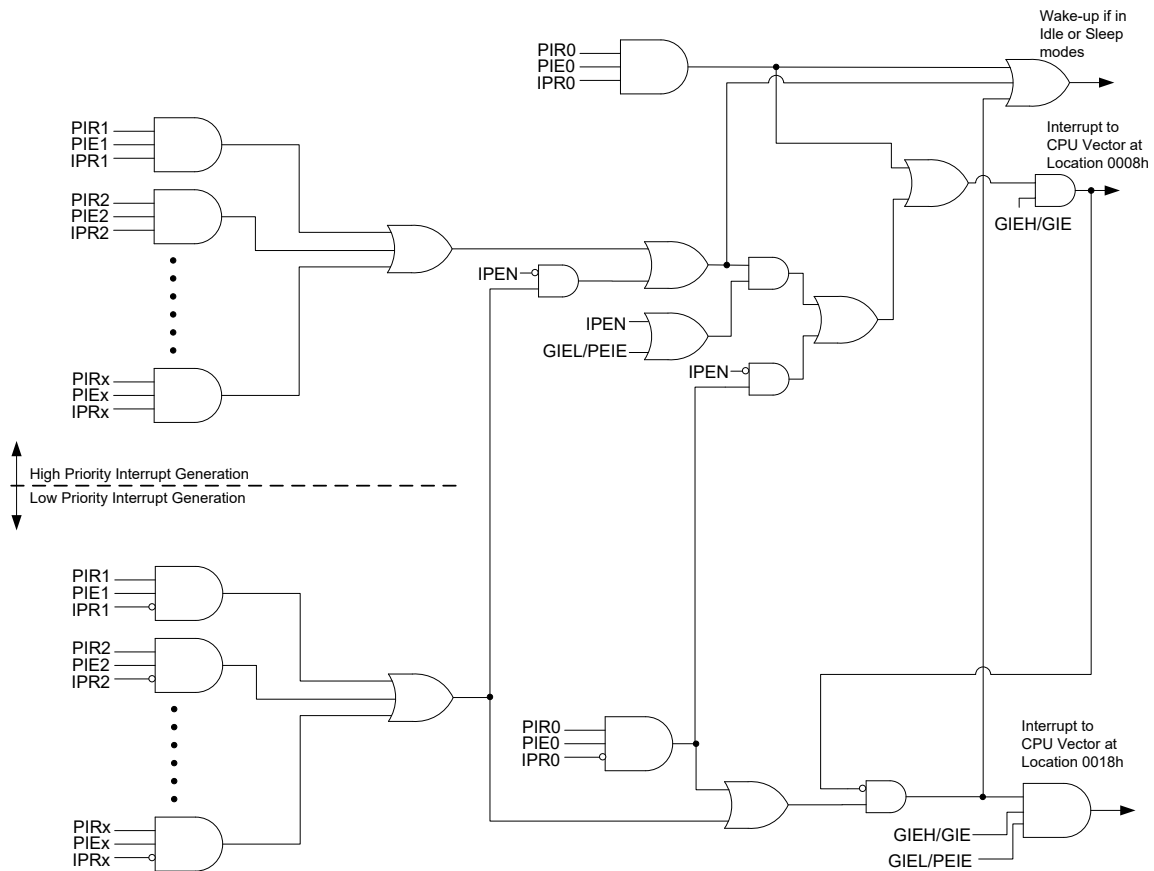 Wake-up if in
Idle or Sleep
modes
PIR0
PIE0
IPR0
PIR1
PIE1
IPR1
Interrupt to
CPU Vector at
Location 0008h
PIR2
PIE2
IPR2
GIEH/GIE
IPEN
IPEN
GIEL/PEIE
IPEN
PIRx
PIEx
IPRx
High Priority Interrupt Generation
Low Priority Interrupt Generation
PIR1
PIE1
IPR1
PIR2
PIE2
IPR2
PIR0
PIE0
IPR0
Interrupt to
CPU Vector at
Location 0018h
PIRx
PIEx
IPRx
GIEH/GIE
GIEL/PEIE